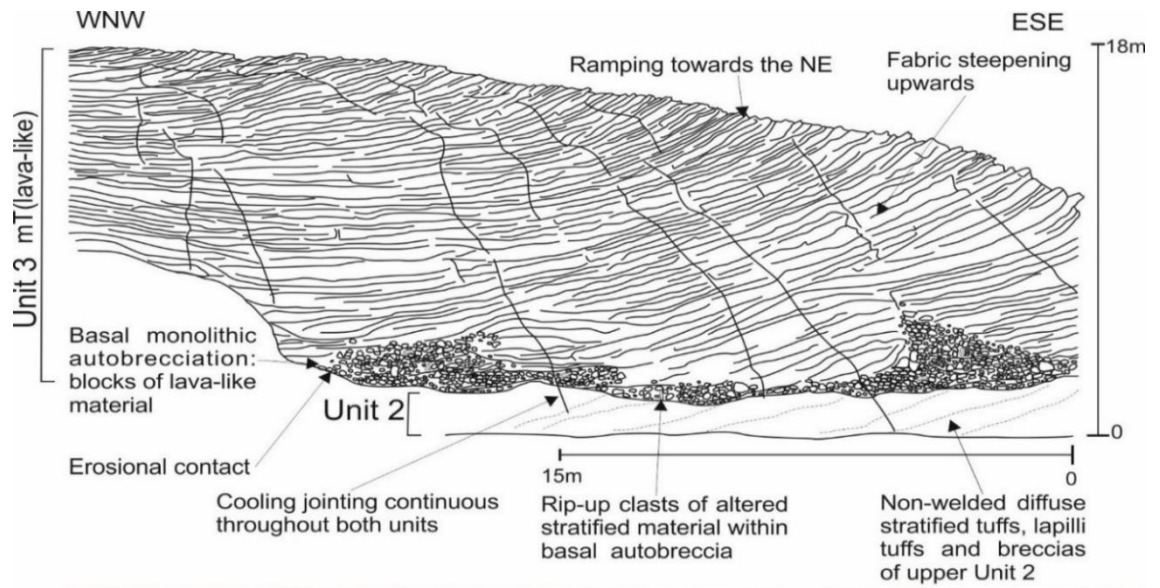 WNW
ESE
18m
Ramping towards the NE
Fabric steepening
upwards
Unit 3 mT(lava-like)
Basal monolithic
autobrecciation:
blocks of lava-like
material
Unit 2
0
Erosional contact
15m
0
Cooling jointing continuous
throughout both units
Rip-up clasts of altered
stratified material within
basal autobreccia
Non-welded diffuse
stratified tuffs, lapilli
tuffs and breccias
of upper Unit 2